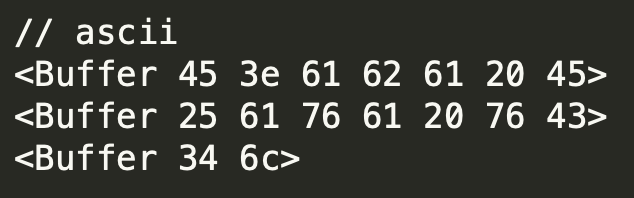 // ascii
<Buffer 45 3e 61 62 61 20 45>
<Buffer 25 61 76 61 20 76 43>
<Buffer 34 6c>